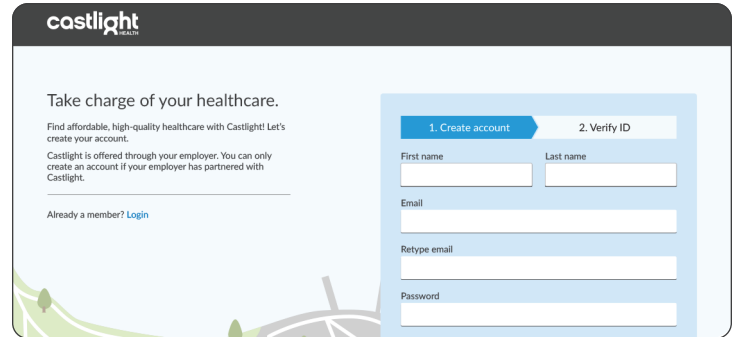 castlight
HEALTH
Take charge of your healthcare.
Find affordable, high-quality healthcare with Castlight! Let's
create your account.
Castlight is offered through your employer. You can only
create an account if your employer has partnered with
Castlight.
Already a member? Login
1. Create account 2. Verify ID
First name Last name
Email
Retype email
Password